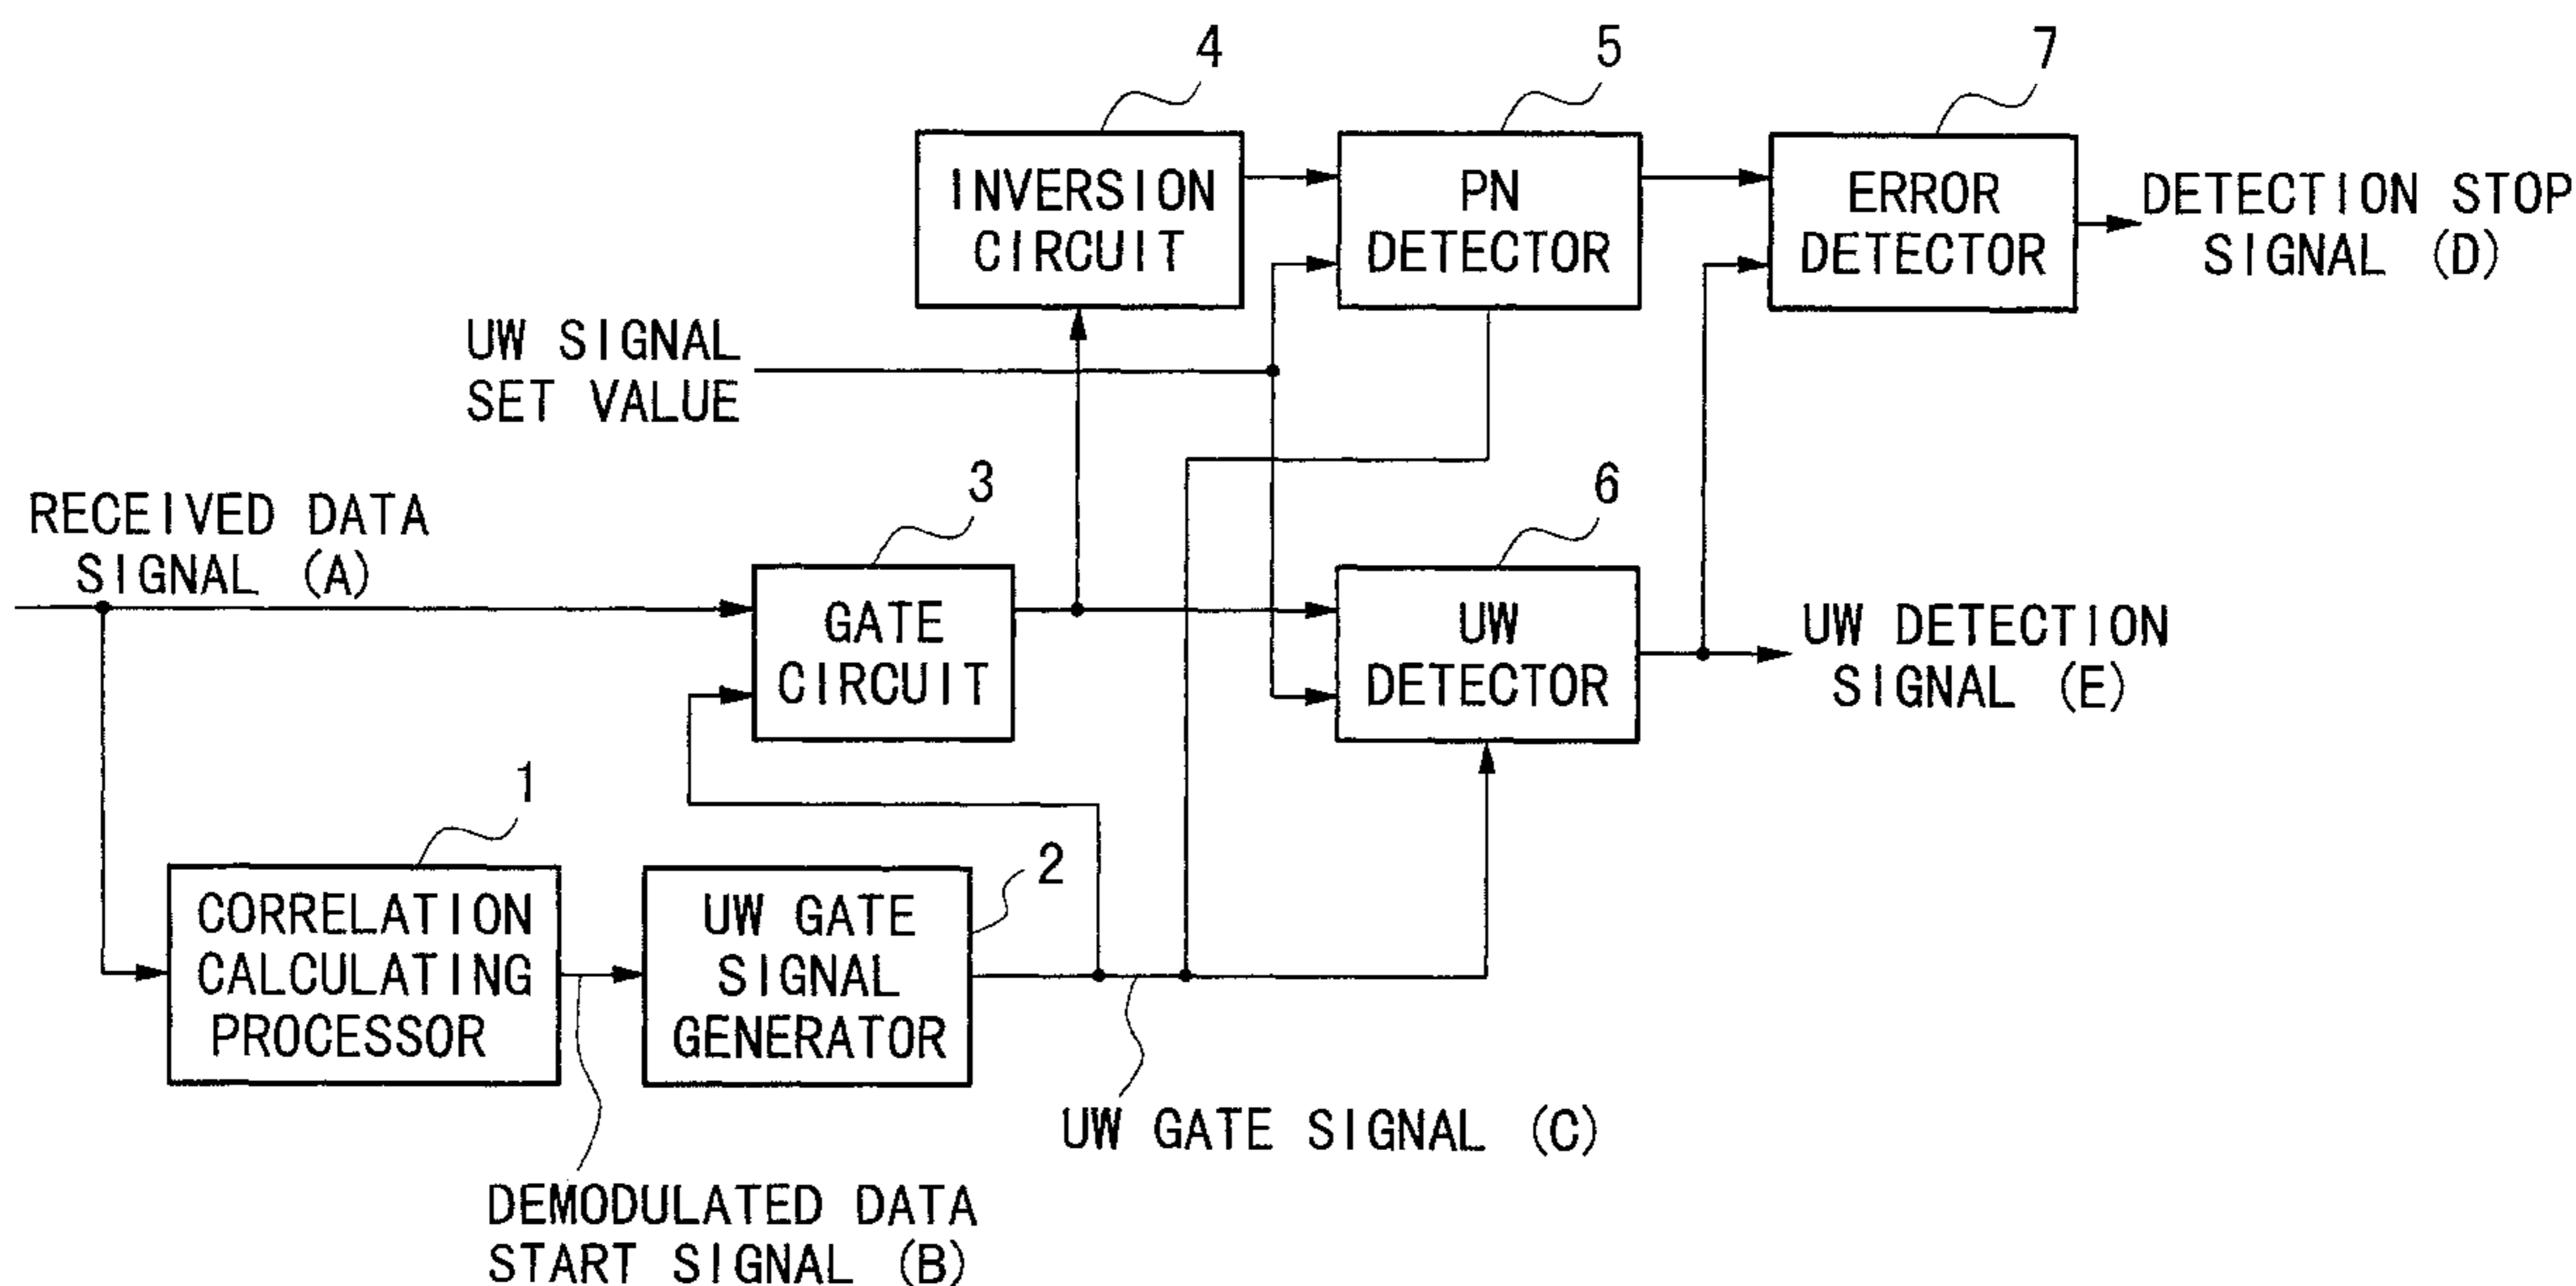 4
5
7
INVERSION
CIRCUIT
PN
DETECTOR
ERROR
DETECTOR
DETECTION STOP
SIGNAL (D)
UW SIGNAL
SET VALUE
RECEIVED DATA
SIGNAL (A)
3
6
GATE
CIRCUIT
UW
DETECTOR
UW DETECTION
SIGNAL (E)
1
2
CORRELATION
CALCULATING
PROCESSOR
UW GATE
SIGNAL
GENERATOR
UW GATE SIGNAL (C)
DEMODULATED DATA
START SIGNAL (B)